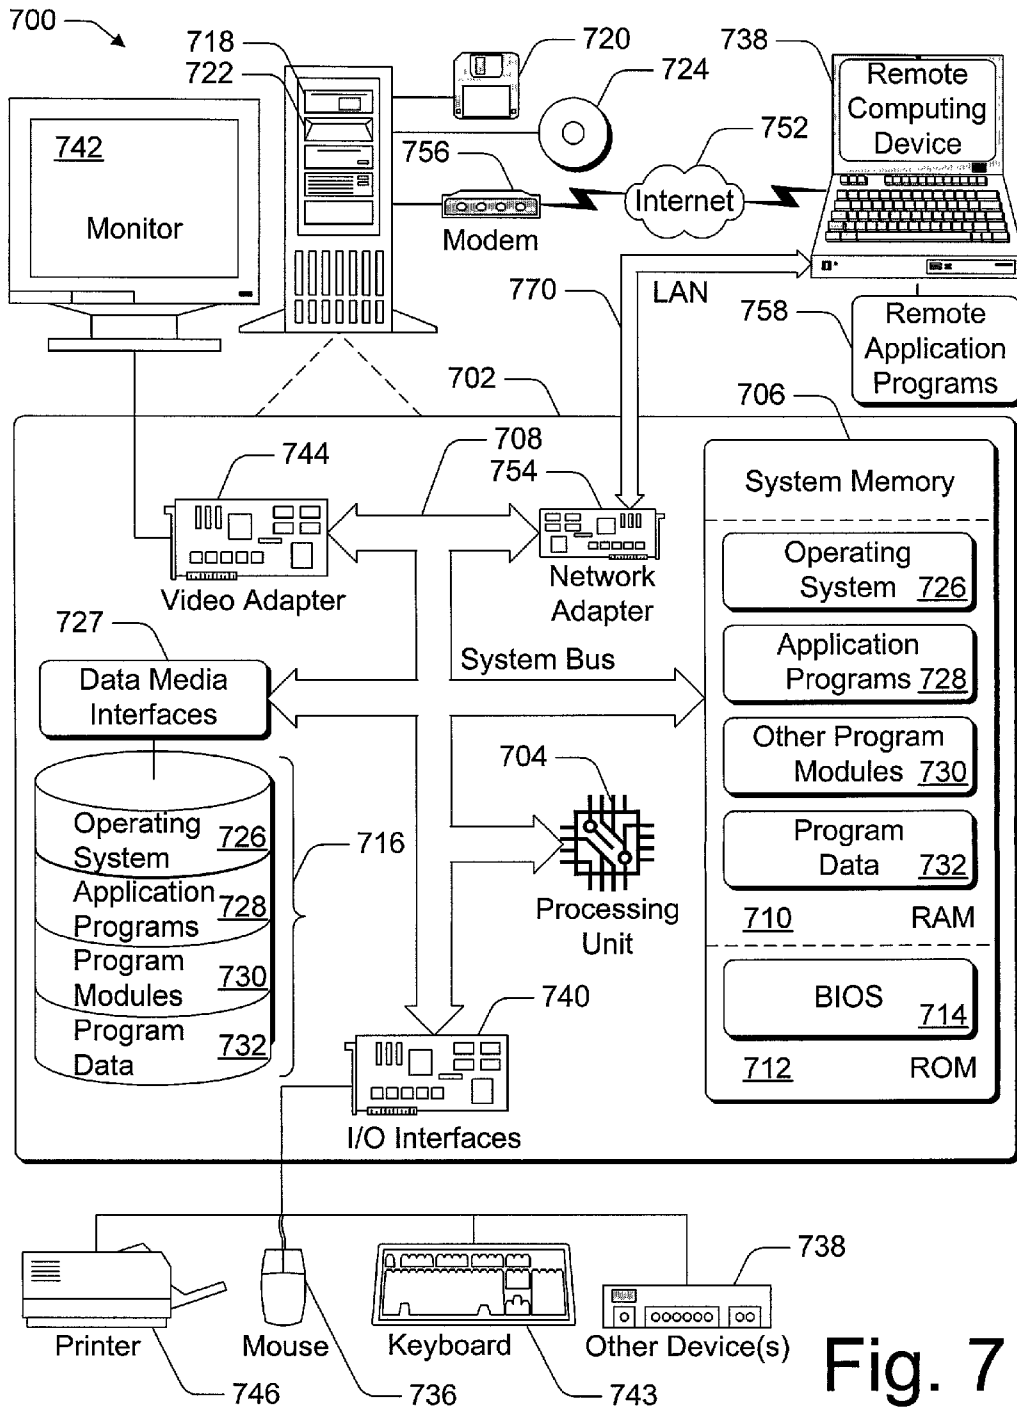 700
718
722
720
724
738
742
Monitor
756
Modem
752
Internet
Remote
Computing
Device
770
LAN
758
Remote
Application
Programs
702
706
744
Video Adapter
708
754
Network
Adapter
System Memory
Operating
System 726
Application
Programs 728
Other Program
Modules 730
Program
Data 732
710 RAM
BIOS 714
712 ROM
727
Data Media
Interfaces
System Bus
Operating
System 726
Application
Programs 728
Program
Modules 730
Program
Data 732
716
704
Processing
Unit
740
I/O Interfaces
Printer
746
Mouse
736
Keyboard
743
738
Other Device(s)
Fig. 7